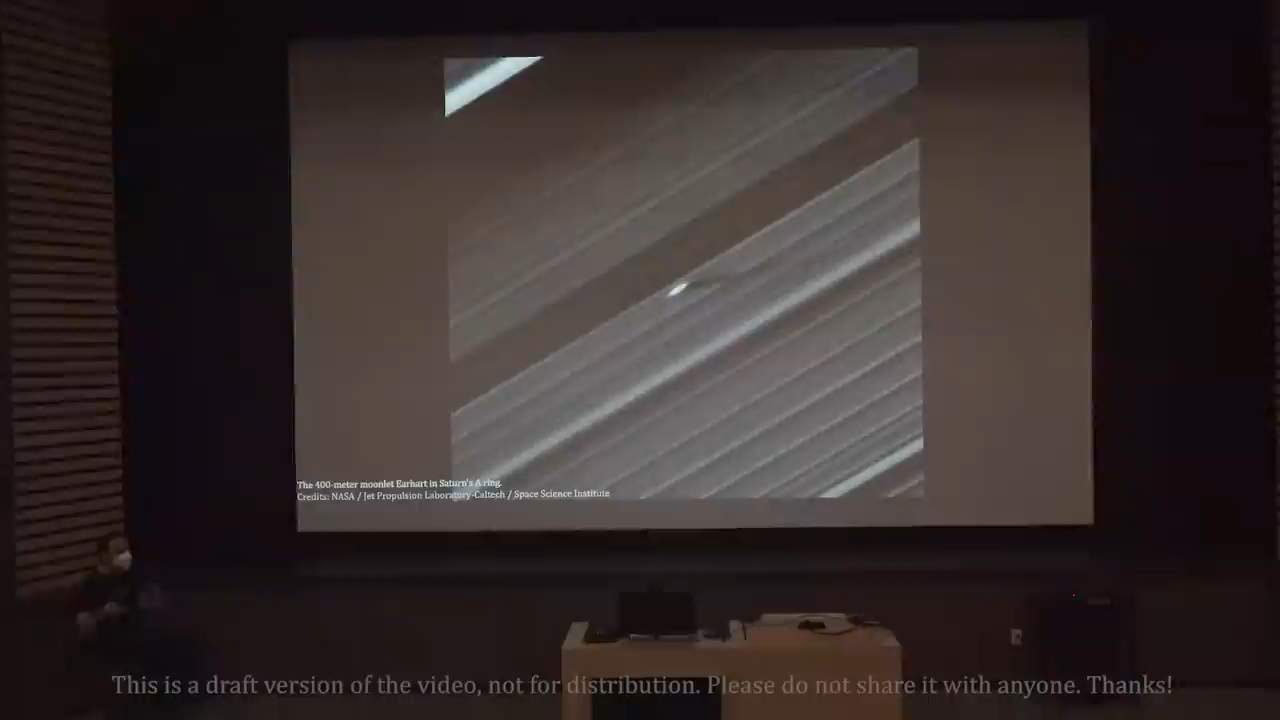 The 400-meter moonlet Earhart in Saturn's A ring.
Credits: NASA / Jet Propulsion Laboratory-Caltech / Space Science Institute
This is a draft version of the video, not for distribution. Please do not share it with anyone. Thanks!